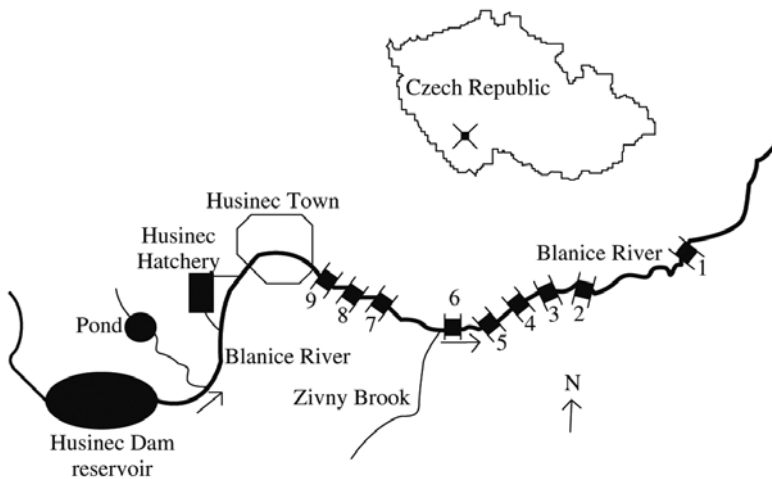 Czech Republic
Husinec Town
Husinec
Hatchery
Blanice River
1
9
8
7
6
5
4
3
2
Pond
Blanice River
Zivny Brook
N
Husinec Dam
reservoir